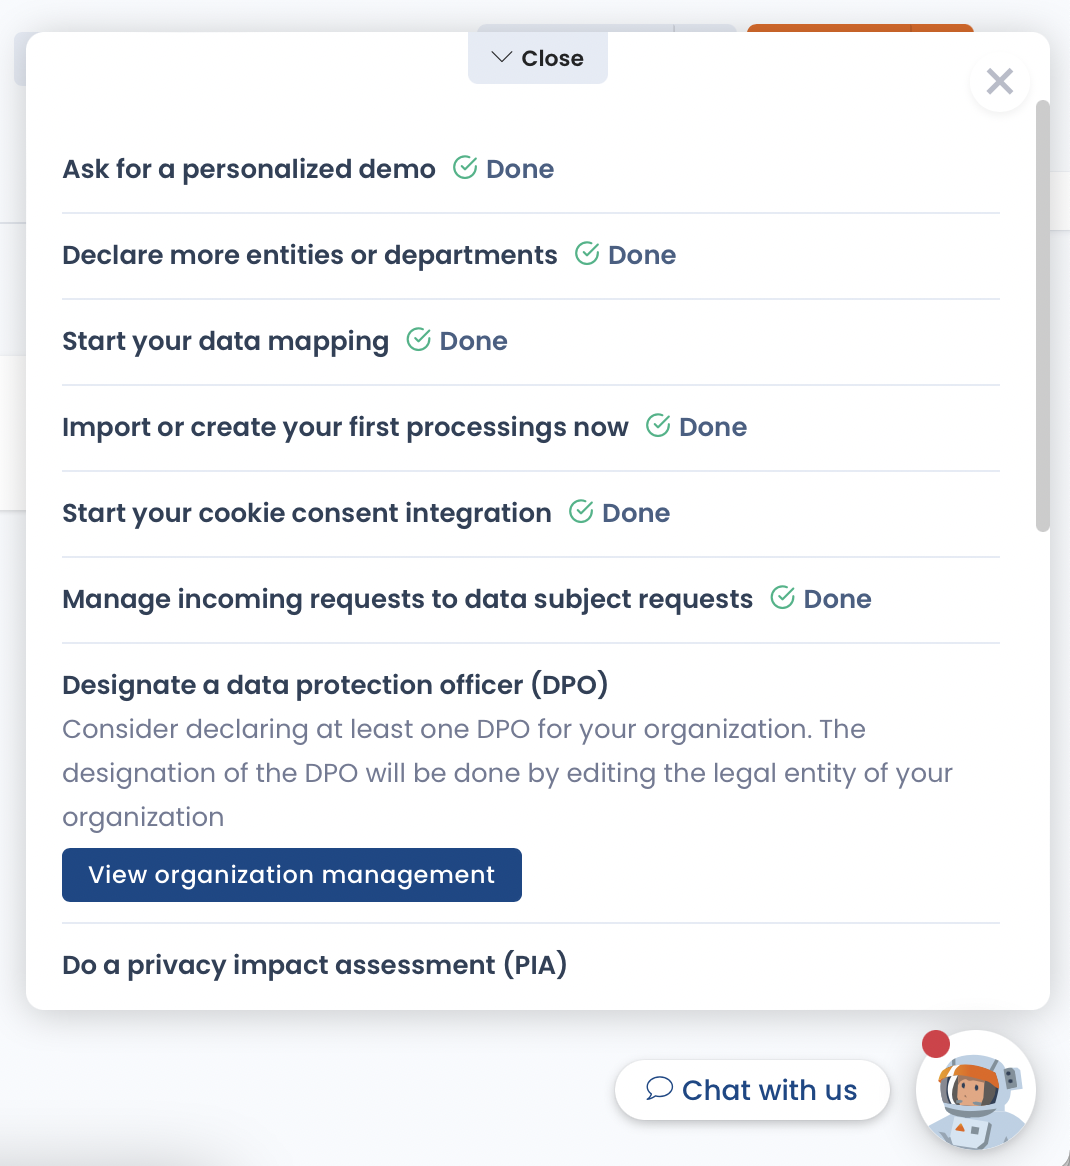 Close
Ask for a personalized demo Done
Declare more entities or departments Done
Start your data mapping Done
Import or create your first processings now Done
Start your cookie consent integration Done
Manage incoming requests to data subject requests Done
Designate a data protection officer (DPO)
Consider declaring at least one DPO for your organization. The
designation of the DPO will be done by editing the legal entity of your
organization
View organization management
Do a privacy impact assessment (PIA)
Chat with us